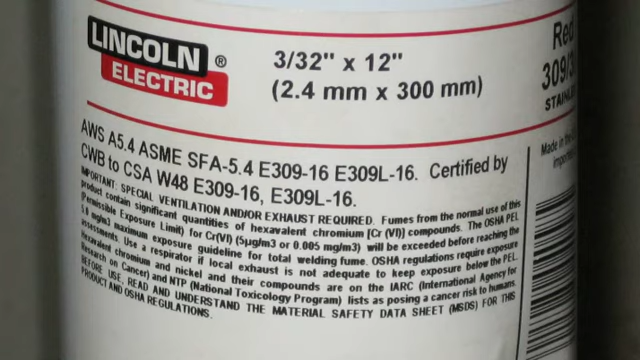 LINCOLN ®
ELECTRIC
3/32" x 12"
(2.4 mm x 300 mm)
Red
309/3
STAINL
AWS A5.4 ASME SFA-5.4 E309-16 E309L-16. Certified by
CWB to CSA W48 E309-16, E309L-16.
IMPORTANT: SPECIAL VENTILATION AND/OR EXHAUST REQUIRED. Fumes from the normal use of this
product contain significant quantities of hexavalent chromium [Cr (VI)] compounds. The OSHA PEL
(Permissible Exposure Limit) for Cr(VI) (5µg/m3 or 0.005 mg/m3) will be exceeded before reaching the
5.0 mg/m3 maximum exposure guideline for total welding fume. OSHA regulations require exposure
assessments. Use a respirator if local exhaust is not adequate to keep exposure below the PEL.
Hexavalent chromium and nickel and their compounds are on the IARC (International Agency for
Research on Cancer) and NTP (National Toxicology Program) lists as posing a cancer risk to humans.
BEFORE USE, READ AND UNDERSTAND THE MATERIAL SAFETY DATA SHEET (MSDS) FOR THIS
PRODUCT AND OSHA REGULATIONS.
Made in the